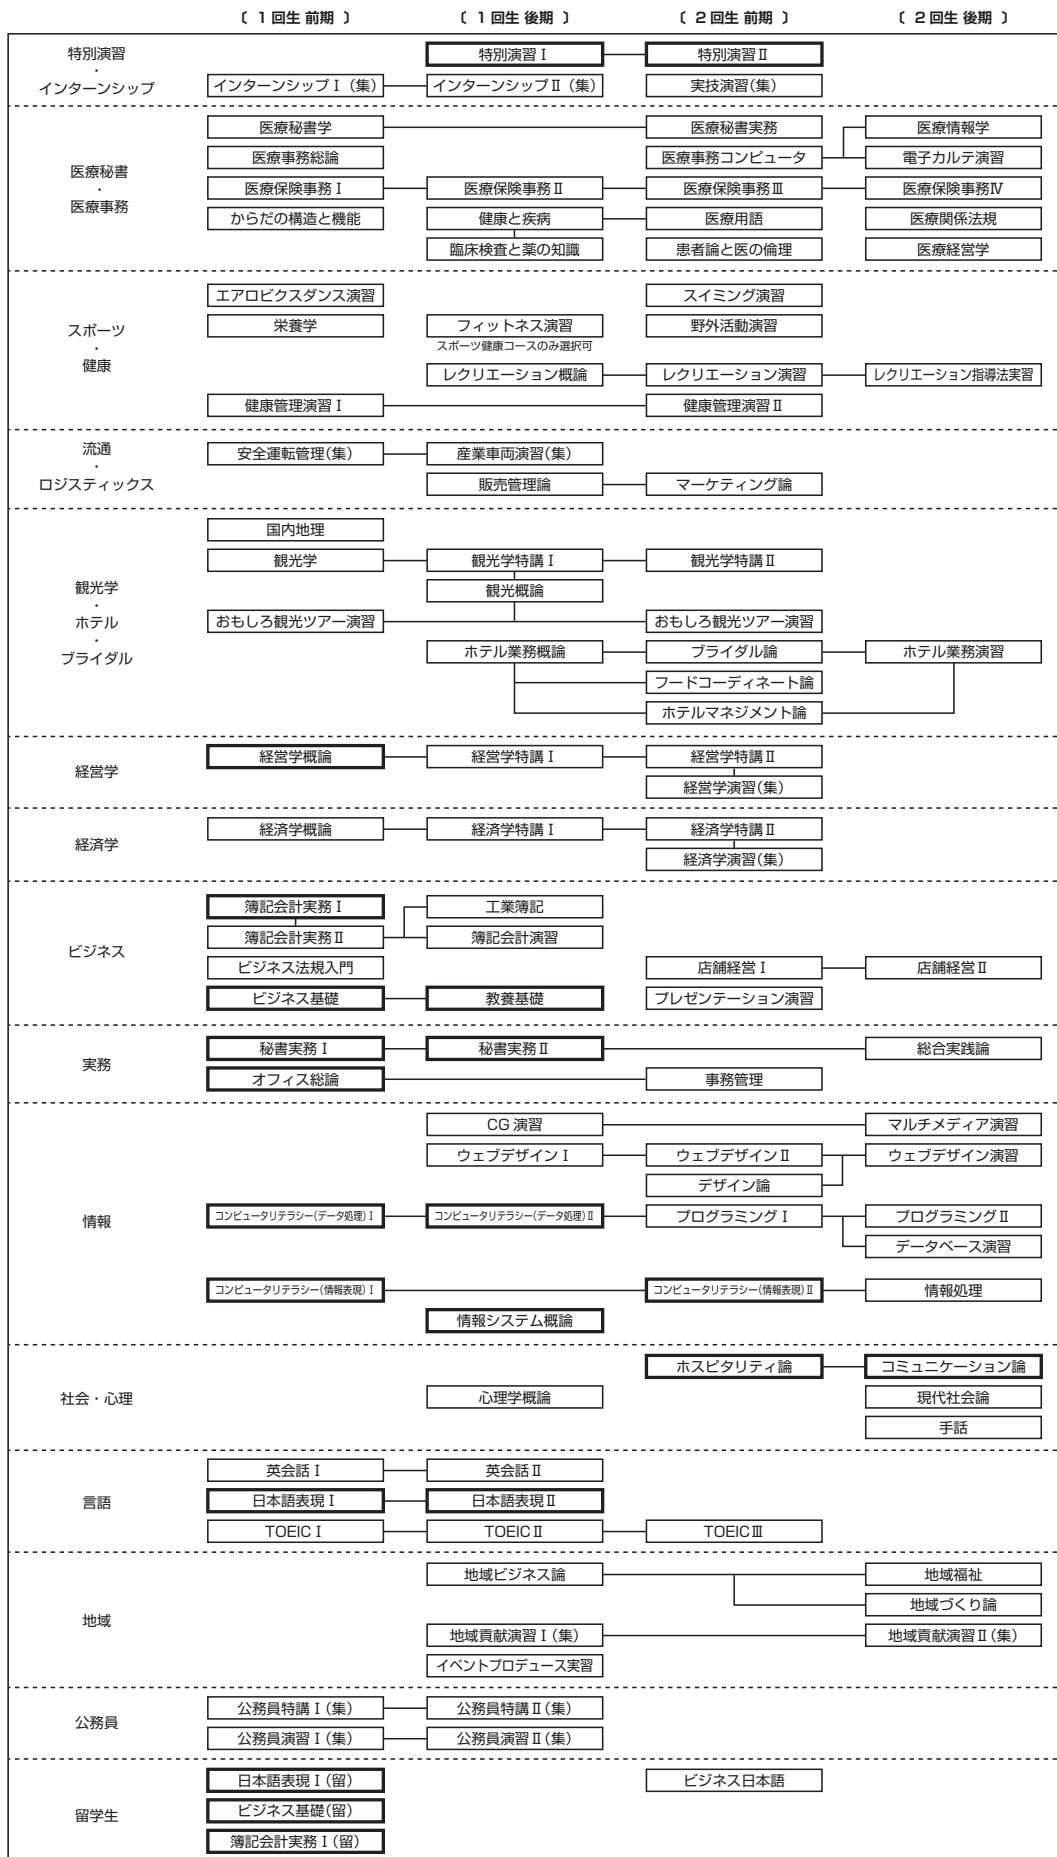 〔 1回生 前期 〕 〔 1回生 後期 〕 〔 2回生 前期 〕 〔 2回生 後期 〕
特別演習
・
インターンシップ
特別演習Ⅰ 特別演習Ⅱ
インターンシップⅠ(集) インターンシップⅡ(集) 実技演習(集)
医療秘書
・
医療事務
医療秘書学 医療秘書実務 医療情報学
医療事務総論 医療事務コンピュータ 電子カルテ演習
医療保険事務Ⅰ 医療保険事務Ⅱ 医療保険事務Ⅲ 医療保険事務Ⅳ
からだの構造と機能 健康と疾病 医療用語 医療関係法規
臨床検査と薬の知識 患者論と医の倫理 医療経営学
スポーツ
・
健康
エアロビクスダンス演習 スイミング演習
栄養学 フィットネス演習 野外活動演習
スポーツ健康コースのみ選択可
レクリエーション概論 レクリエーション演習 レクリエーション指導法実習
健康管理演習Ⅰ 健康管理演習Ⅱ
流通
・
ロジスティックス
安全運転管理(集) 産業車両演習(集)
販売管理論 マーケティング論
観光学
・
ホテル
・
ブライダル
国内地理
観光学 観光学特講Ⅰ 観光学特講Ⅱ
観光概論
おもしろ観光ツアー演習 おもしろ観光ツアー演習
ホテル業務概論 ブライダル論 ホテル業務演習
フードコーディネート論
ホテルマネジメント論
経営学
経営学概論 経営学特講Ⅰ 経営学特講Ⅱ
経営学演習(集)
経済学
経済学概論 経済学特講Ⅰ 経済学特講Ⅱ
経済学演習(集)
ビジネス
簿記会計実務Ⅰ 工業簿記
簿記会計実務Ⅱ 簿記会計演習
ビジネス法規入門 店舗経営Ⅰ 店舗経営Ⅱ
ビジネス基礎 教養基礎 プレゼンテーション演習
実務
秘書実務Ⅰ 秘書実務Ⅱ 総合実践論
オフィス総論 事務管理
情報
CG 演習 マルチメディア演習
ウェブデザインⅠ ウェブデザインⅡ ウェブデザイン演習
デザイン論
コンピュータリテラシー(データ処理)Ⅰ コンピュータリテラシー(データ処理)Ⅱ プログラミングⅠ プログラミングⅡ
データベース演習
コンピュータリテラシー(情報表現)Ⅰ コンピュータリテラシー(情報表現)Ⅱ 情報処理
情報システム概論
社会・心理
ホスピタリティ論 コミュニケーション論
心理学概論 現代社会論
手話
言語
英会話Ⅰ 英会話Ⅱ
日本語表現Ⅰ 日本語表現Ⅱ
TOEIC Ⅰ TOEICⅡ TOEICⅢ
地域
地域ビジネス論 地域福祉
地域づくり論
地域貢献演習Ⅰ(集) 地域貢献演習Ⅱ(集)
イベントプロデュース実習
公務員
公務員特講Ⅰ(集) 公務員特講Ⅱ(集)
公務員演習Ⅰ(集) 公務員演習Ⅱ(集)
留学生
日本語表現Ⅰ(留) ビジネス日本語
ビジネス基礎(留)
簿記会計実務Ⅰ(留)